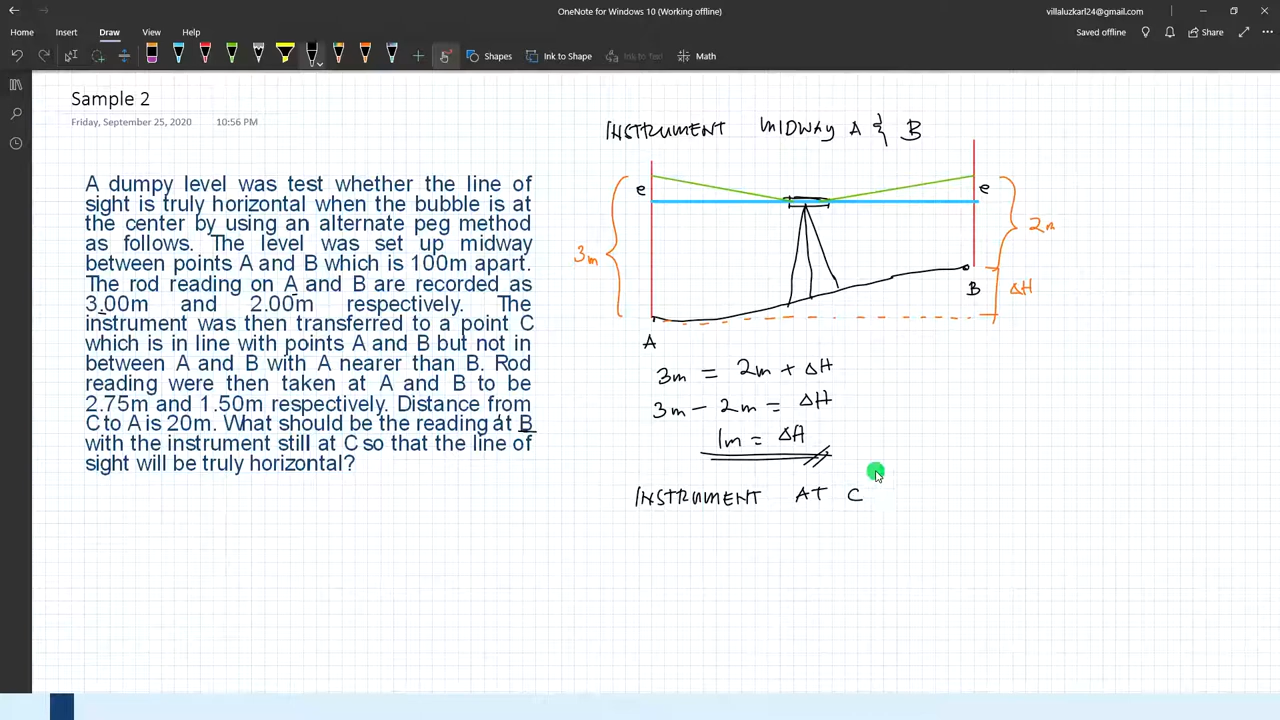 OneNote for Windows 10 (Working offline)
villaluzkarl24@gmail.com
Home Insert Draw View Help
Saved offline Share
Shapes Ink to Shape Ink to Text Math
Sample 2
Friday, September 25, 2020 10:56 PM
A dumpy level was test whether the line of
sight is truly horizontal when the bubble is at
the center by using an alternate peg method
as follows. The level was set up midway
between points A and B which is 100m apart.
The rod reading on A and B are recorded as
3.00m and 2.00m respectively. The
instrument was then transferred to a point C
which is in line with points A and B but not in
between A and B with A nearer than B. Rod
reading were then taken at A and B to be
2.75m and 1.50m respectively. Distance from
C to A is 20m. What should be the reading at B
with the instrument still at C so that the line of
sight will be truly horizontal?
INSTRUMENT MIDWAY A & B
e e
3m 2m
B ΔH
A
3m = 2m + ΔH
3m - 2m = ΔH
1m = ΔH
INSTRUMENT AT C